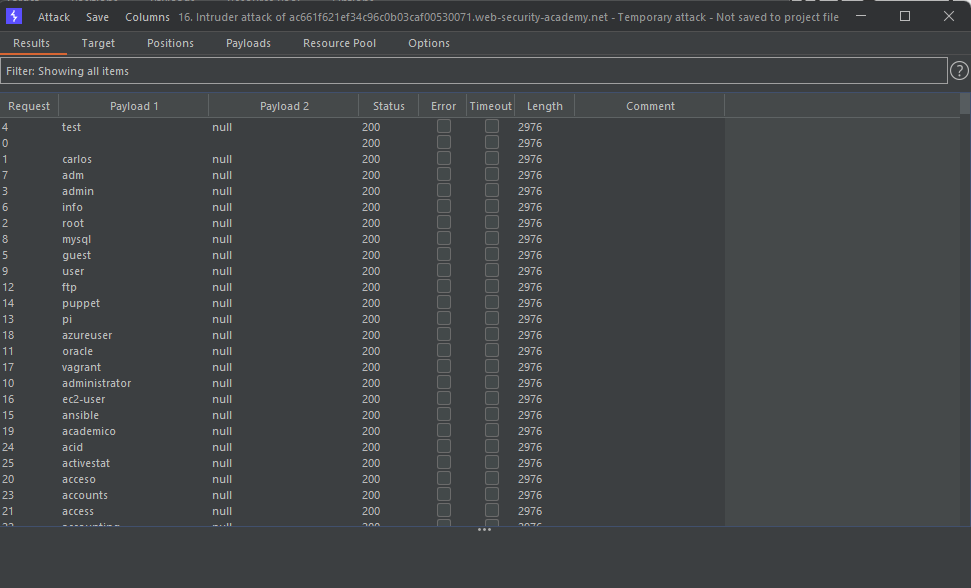 Attack Save Columns 16. Intruder attack of ac661f621ef34c96c0b03caf00530071.web-security-academy.net - Temporary attack - Not saved to project file
Results Target Positions Payloads Resource Pool Options
Filter: Showing all items ?
Request Payload 1 Payload 2 Status Error Timeout Length Comment
4 test null 200 2976
0 200 2976
1 carlos null 200 2976
7 adm null 200 2976
3 admin null 200 2976
6 info null 200 2976
2 root null 200 2976
8 mysql null 200 2976
5 guest null 200 2976
9 user null 200 2976
12 ftp null 200 2976
14 puppet null 200 2976
13 pi null 200 2976
18 azureuser null 200 2976
11 oracle null 200 2976
17 vagrant null 200 2976
10 administrator null 200 2976
16 ec2-user null 200 2976
15 ansible null 200 2976
19 academico null 200 2976
24 acid null 200 2976
25 activestat null 200 2976
20 acceso null 200 2976
23 accounts null 200 2976
21 access null 200 2976
22 accounting null 200 2976